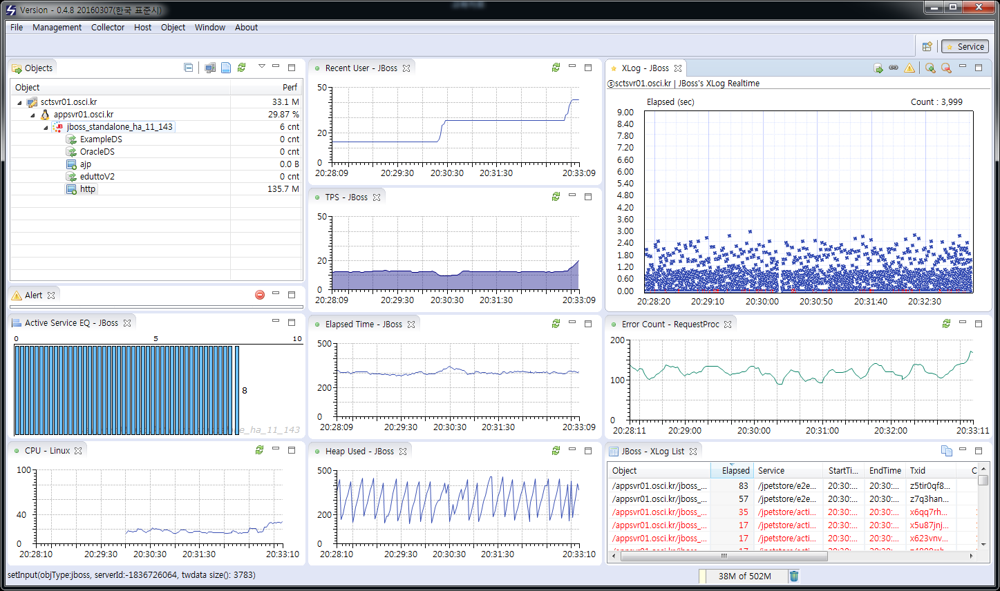 Version - 0.4.8 20160307(한국 표준시)
File Management Collector Host Object Window About
Service
Objects
Object Perf
sctsvr01.osci.kr 33.1 M
appsvr01.osci.kr 29.87 %
jboss_standalone_ha_11_143 6 cnt
ExampleDS 0 cnt
OracleDS 0 cnt
ajp 0.0 B
eduttoV2 0 cnt
http 135.7 M
Alert
Active Service EQ - JBoss
0 5 10
8
e_ha_11_143
CPU - Linux
100
40
0
20:28:10 20:29:30 20:30:30 20:31:30 20:33:10
Recent User - JBoss
50
20
0
20:28:09 20:29:30 20:30:30 20:31:30 20:33:09
TPS - JBoss
50
20
0
20:28:09 20:29:30 20:30:30 20:31:30 20:33:09
Elapsed Time - JBoss
500
200
0
20:28:09 20:29:30 20:30:30 20:31:30 20:33:09
Heap Used - JBoss
500
200
0
20:28:10 20:29:30 20:30:30 20:31:30 20:33:10
XLog - JBoss
sctsvr01.osci.kr | JBoss's XLog Realtime
Elapsed (sec) Count : 3,999
9.00
8.40
7.80
7.20
6.60
6.00
5.40
4.80
4.20
3.60
3.00
2.40
1.80
1.20
0.60
0.00
20:28:20 20:29:10 20:30:00 20:30:50 20:31:40 20:32:30
Error Count - RequestProc
200
100
0
20:28:11 20:29:00 20:30:00 20:31:00 20:32:00 20:33:11
JBoss - XLog List
Object Elapsed Service StartTi... EndTime Txid C
/appsvr01.osci.kr/jboss_... 83 /jpetstore/e2e... 20:30:... 20:30:... z5tir0qf8...
/appsvr01.osci.kr/jboss_... 57 /jpetstore/e2e... 20:30:... 20:30:... z7q3han...
/appsvr01.osci.kr/jboss_... 35 /jpetstore/acti... 20:30:... 20:30:... x6qq7rh...
/appsvr01.osci.kr/jboss_... 17 /jpetstore/acti... 20:30:... 20:30:... x5u87jnj...
/appsvr01.osci.kr/jboss_... 17 /jpetstore/acti... 20:30:... 20:30:... x623vnv...
setInput(objType:jboss, serverId:-1836726064, twdata size(): 3783)
38M of 502M